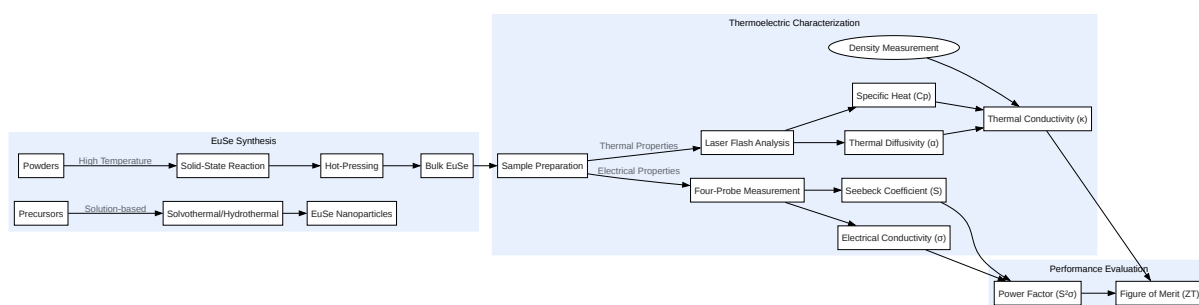 Thermoelectric Characterization
Density Measurement
Specific Heat (Cp)
Thermal Conductivity (κ)
EuSe Synthesis
Thermal Properties
Laser Flash Analysis
Thermal Diffusivity (α)
Powders
High Temperature
Solid-State Reaction
Hot-Pressing
Bulk EuSe
Sample Preparation
Electrical Properties
Four-Probe Measurement
Seebeck Coefficient (S)
Precursors
Solution-based
Solvothermal/Hydrothermal
EuSe Nanoparticles
Electrical Conductivity (σ)
Performance Evaluation
Power Factor (S²σ)
Figure of Merit (ZT)